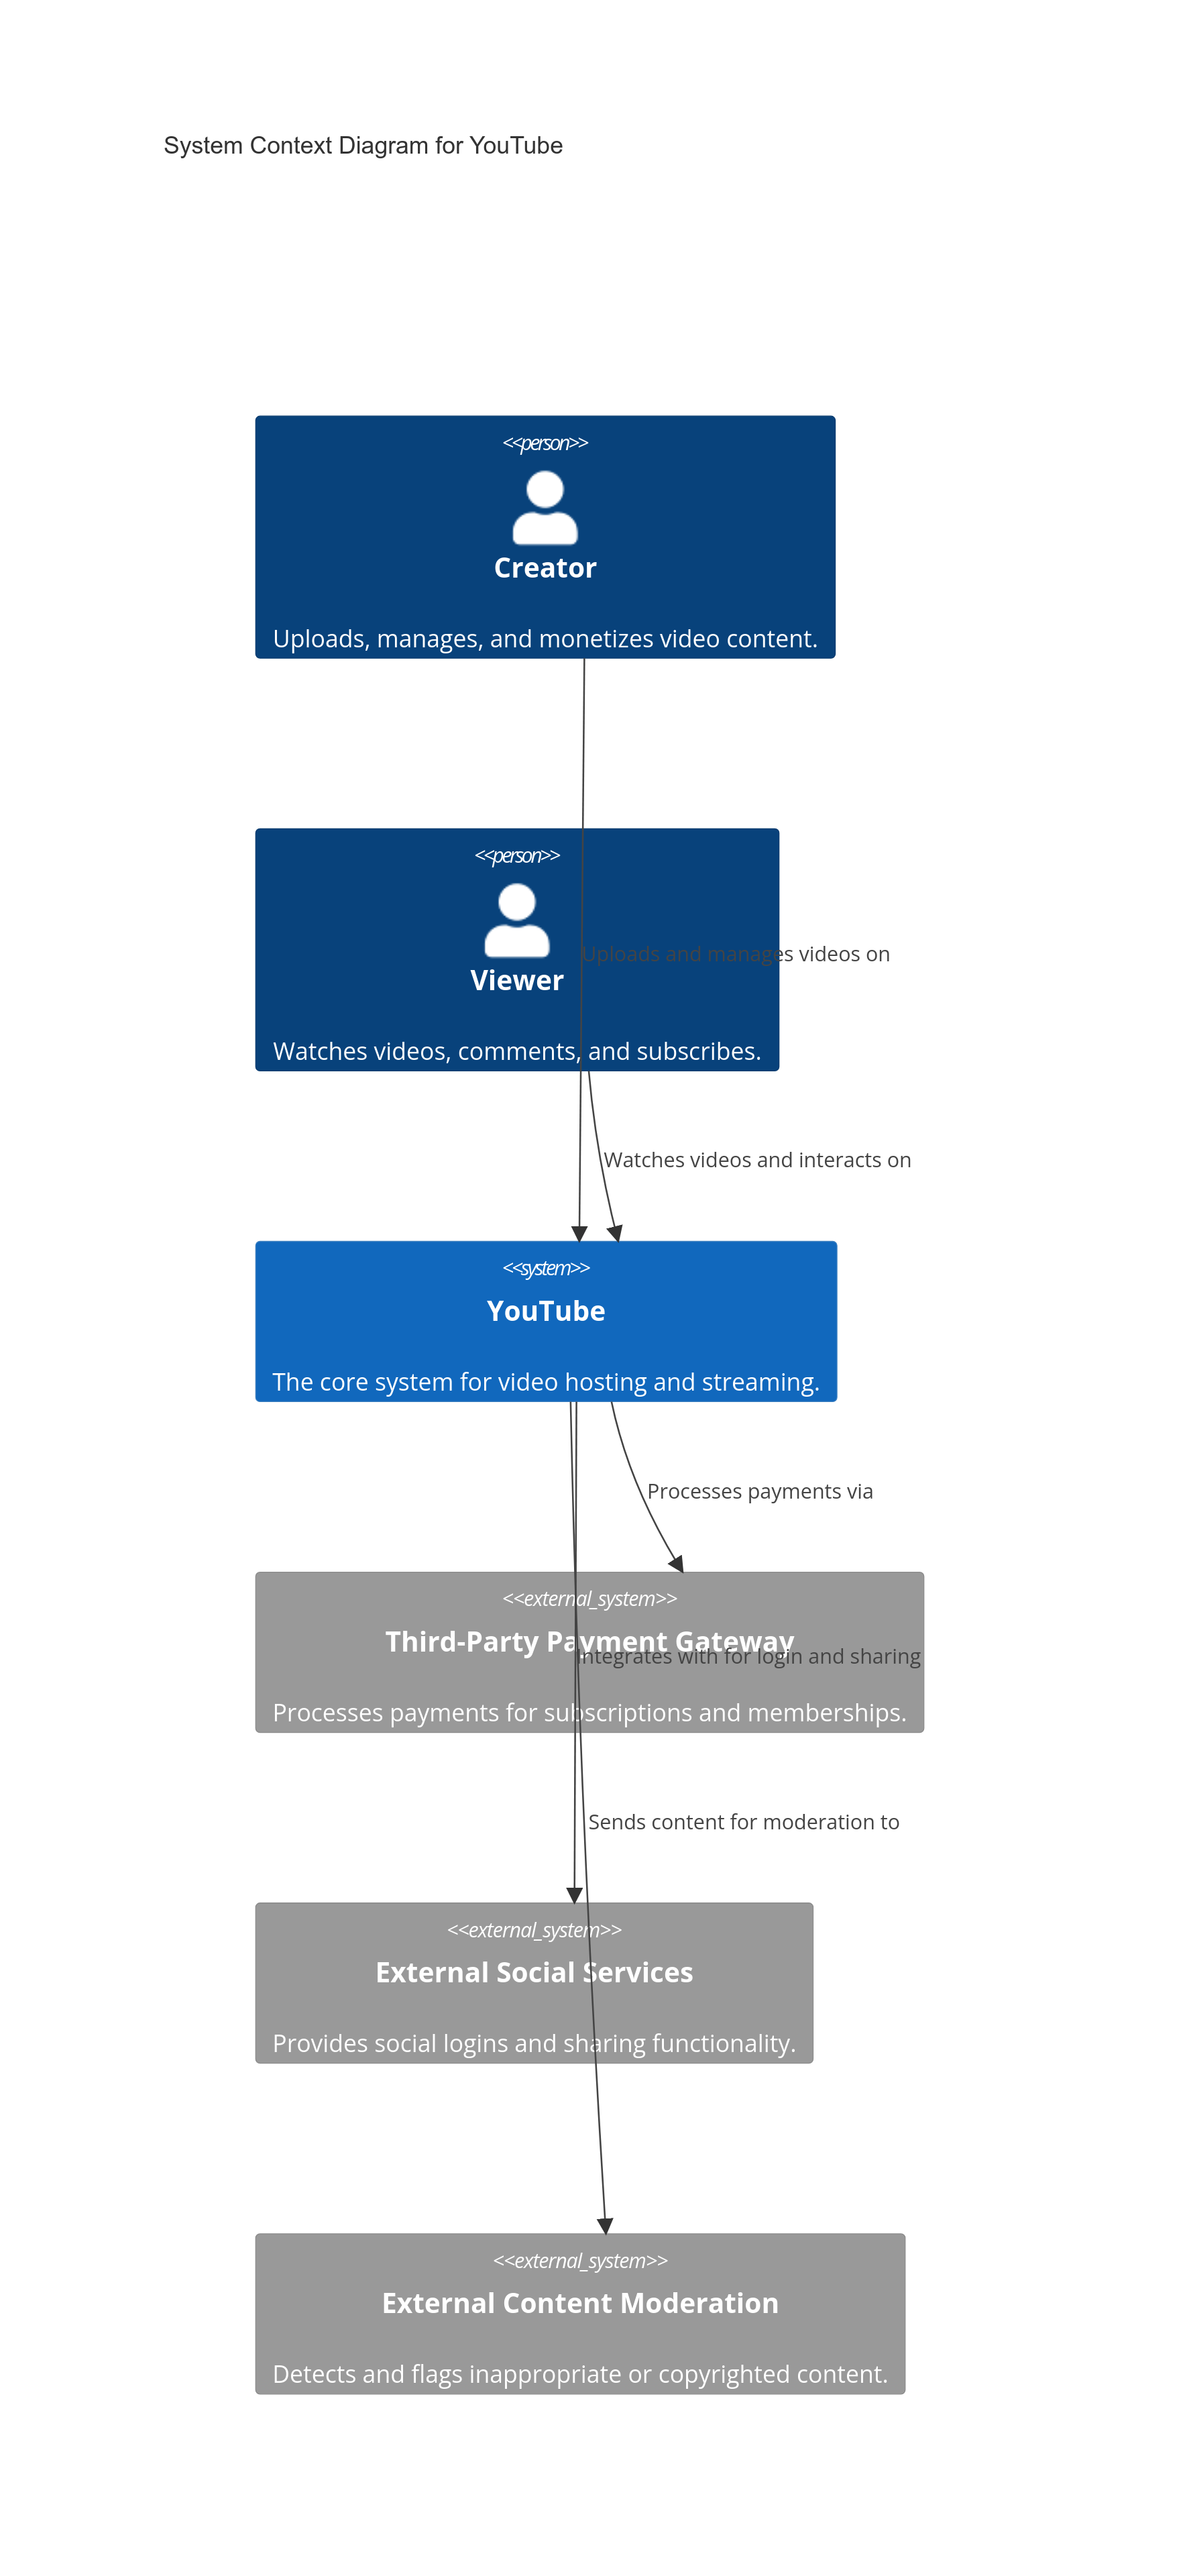 System Context Diagram for YouTube
<<person>>
Creator
Uploads, manages, and monetizes video content.
<<person>>
Uploads and manages videos on
Viewer
Watches videos, comments, and subscribes.
Watches videos and interacts on
<<system>>
YouTube
The core system for video hosting and streaming.
Processes payments via
<<external_system>>
Third-Party Payment Gateway
Integrates with for login and sharing
Processes payments for subscriptions and memberships.
Sends content for moderation to
<<external_system>>
External Social Services
Provides social logins and sharing functionality.
<<external_system>>
External Content Moderation
Detects and flags inappropriate or copyrighted content.